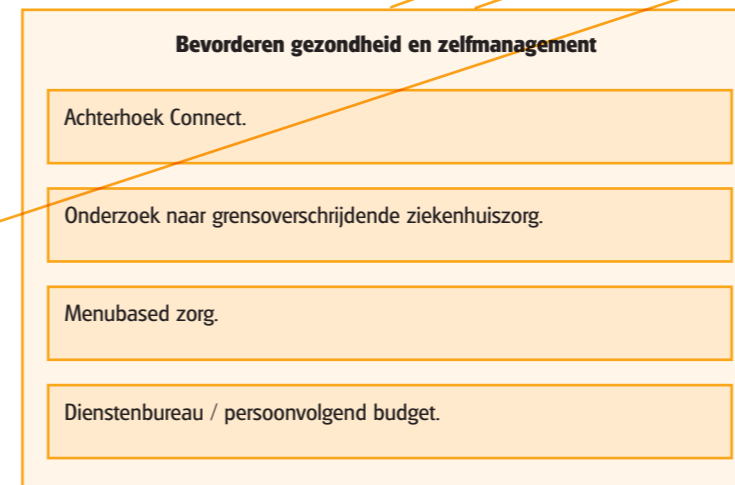 Bevorderen gezondheid en zelfmanagement
Achterhoek Connect.
Onderzoek naar grensoverschrijdende ziekenhuiszorg.
Menubased zorg.
Dienstenbureau / persoonvolgend budget.